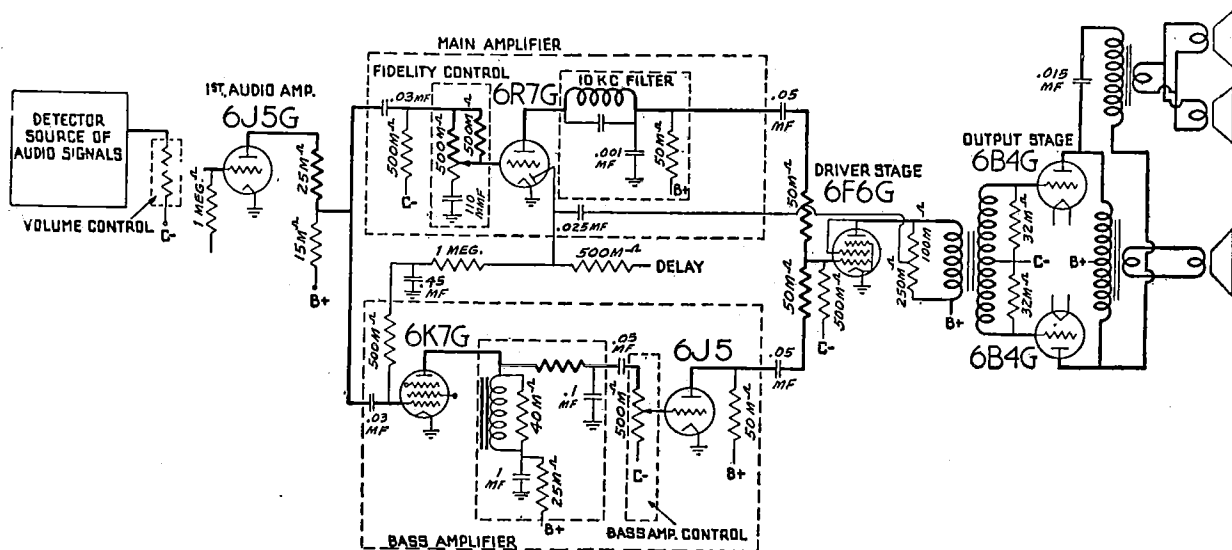 DETECTOR
SOURCE OF
AUDIO SIGNALS
VOLUME CONTROL
C-
1ST. AUDIO AMP.
6J5G
1 MEG.Ω
25MΩ
15MΩ
B+
MAIN AMPLIFIER
FIDELITY CONTROL
.03MF
500MΩ
C-
500MΩ
500MΩ
110
MMF
6R7G
10 KC FILTER
.001
MF
50MΩ
B+
.05
MF
.025MF
1 MEG.
500MΩ
DELAY
.45
MF
500MΩ
.03
MF
6K7G
40MΩ
.1
MF
25MΩ
B+
.1
MF
.05
MF
500MΩ
C-
6J5
50MΩ
B+
.05
MF
BASS AMP. CONTROL
BASS AMPLIFIER
50MΩ
50MΩ
DRIVER STAGE
6F6G
500MΩ
C-
250MΩ
100M
B+
OUTPUT STAGE
6B4G
32MΩ
C-
32MΩ
6B4G
B+
.015
MF